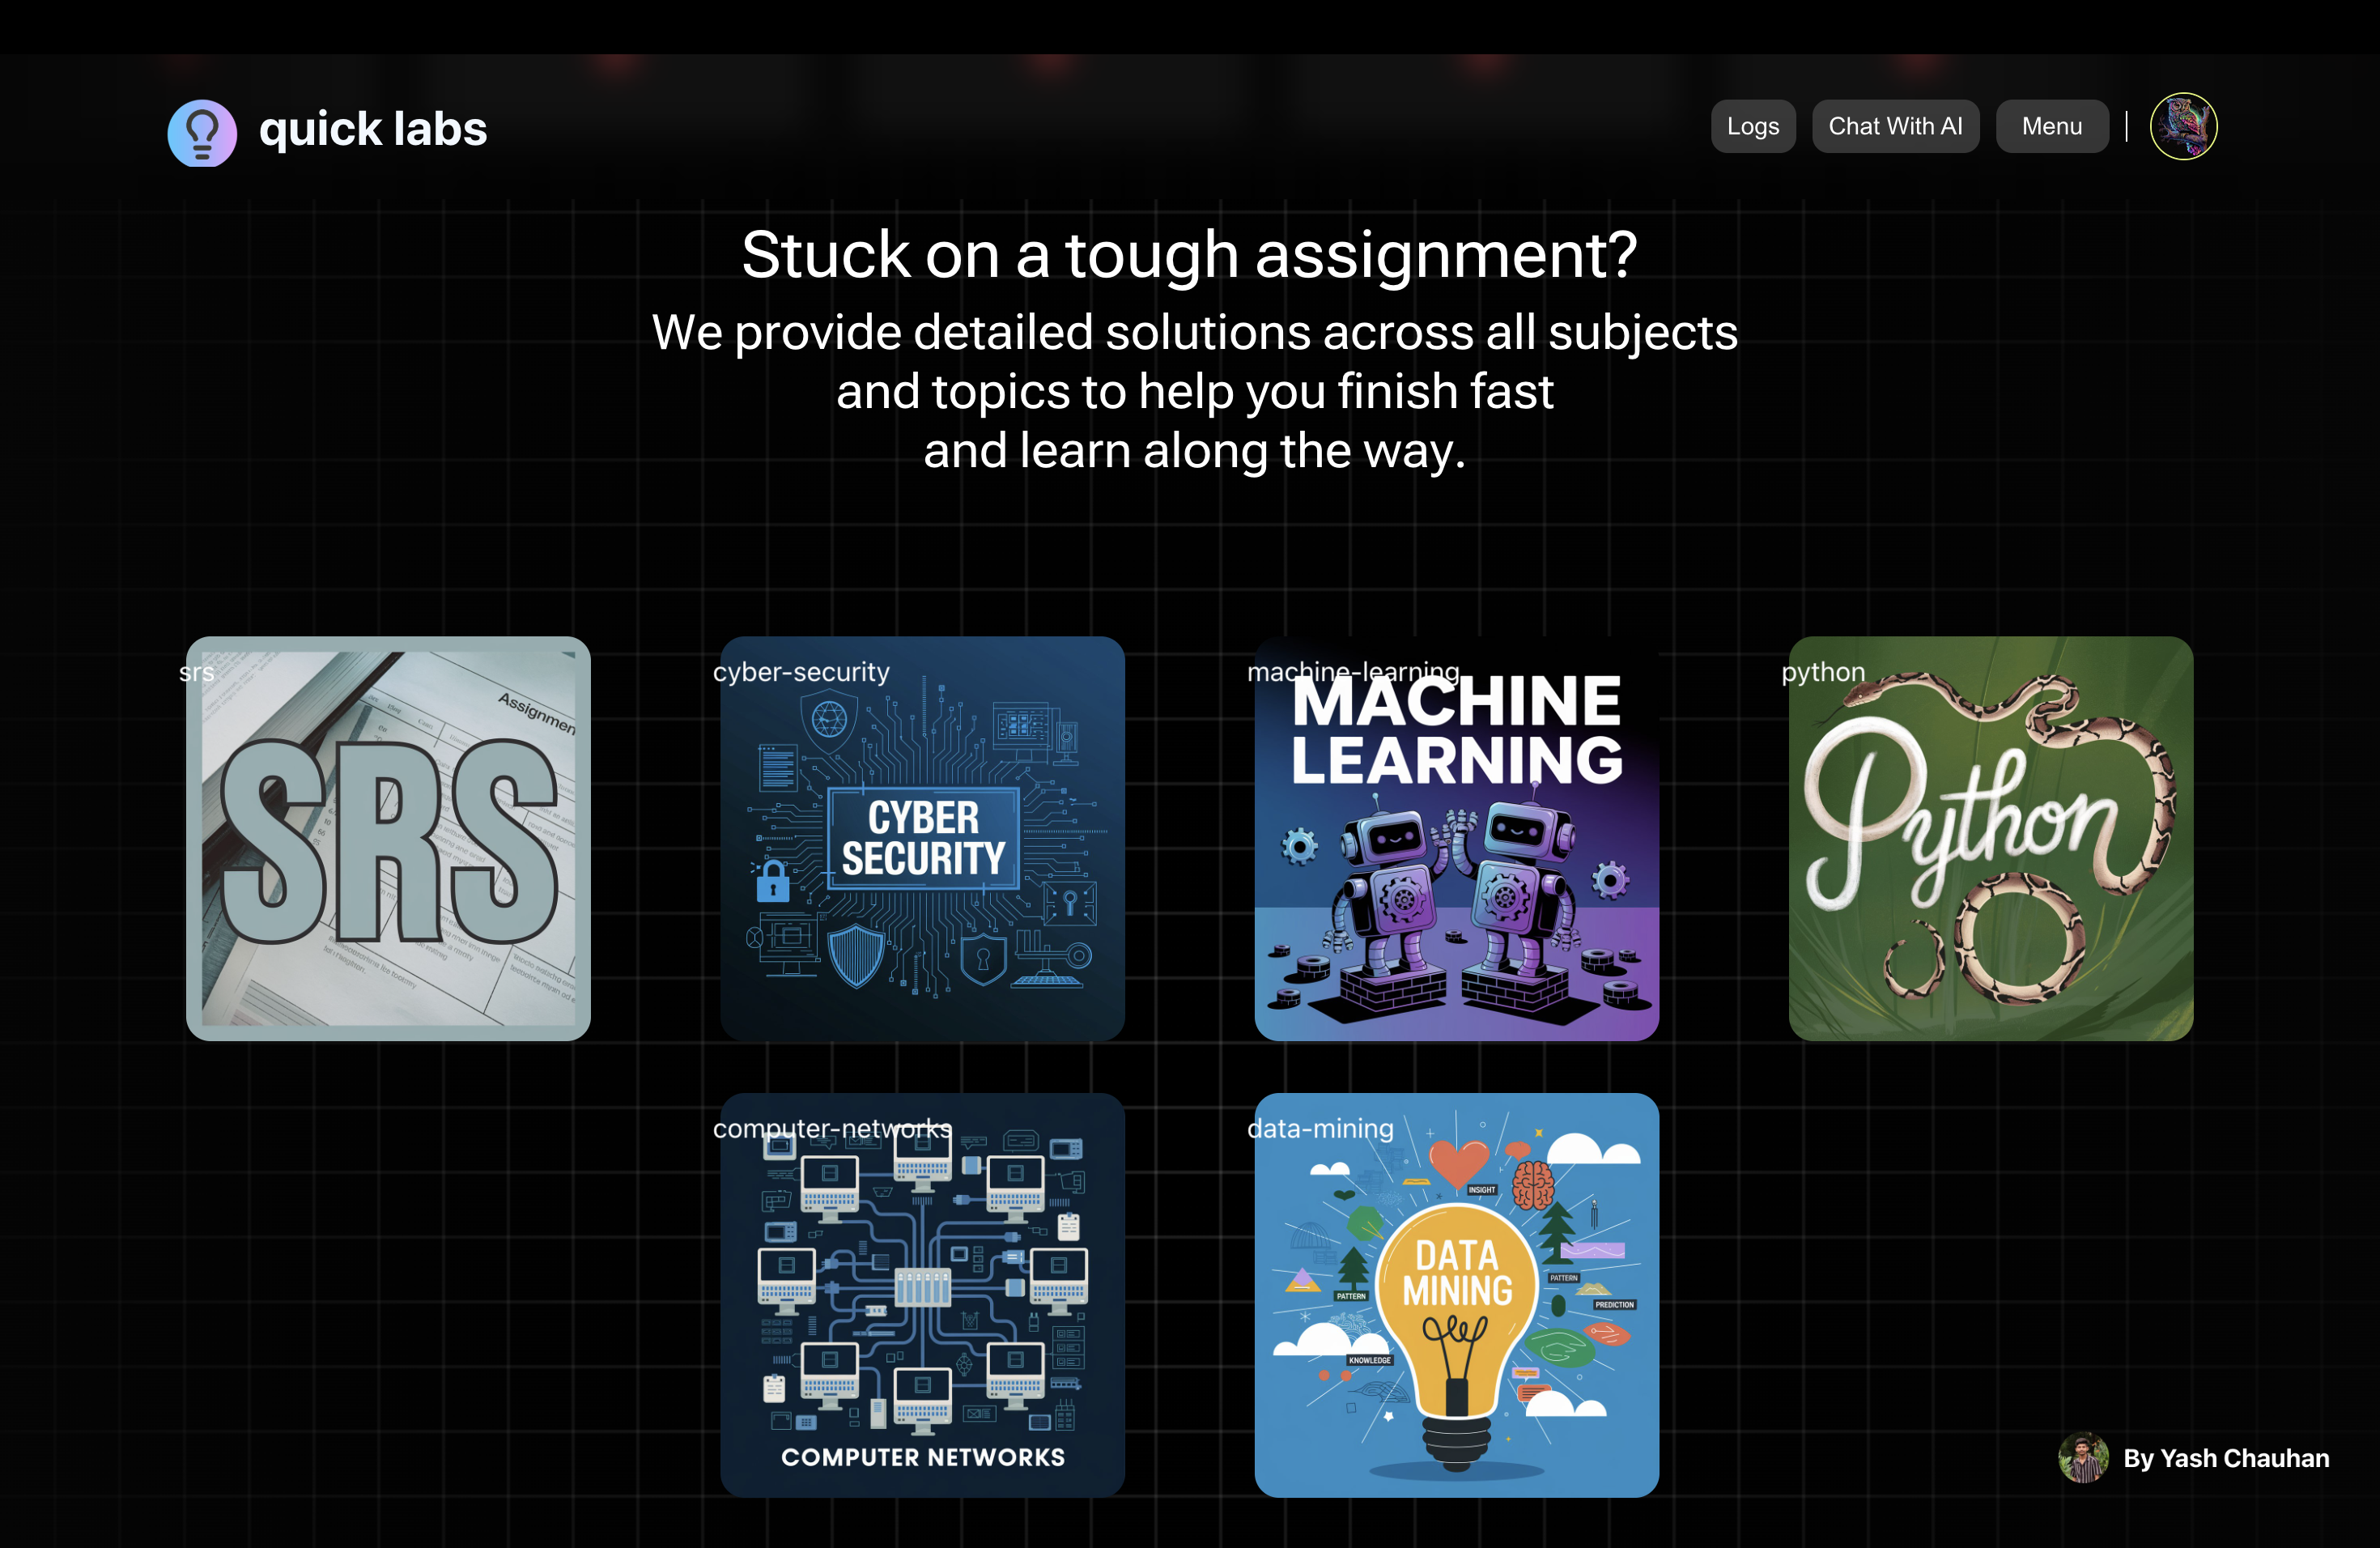 quick labs
Logs
Chat With AI
Menu
Stuck on a tough assignment?
We provide detailed solutions across all subjects
and topics to help you finish fast
and learn along the way.
srs
Assignmen
SRS
cyber-security
CYBER
SECURITY
machine-learning
MACHINE
LEARNING
python
Python
computer-networks
COMPUTER NETWORKS
data-mining
INSIGHT
DATA
MINING
PATTERN
PATTERN
PREDICTION
KNOWLEDGE
By Yash Chauhan